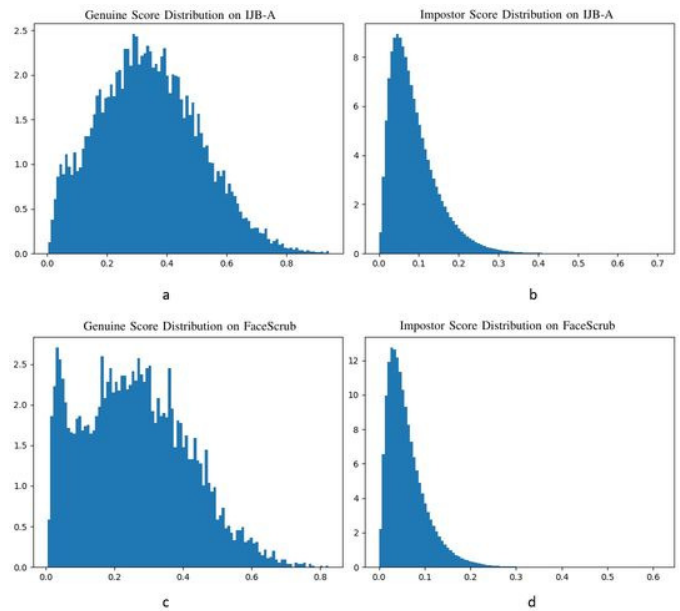 Genuine Score Distribution on IJB-A
2.5
2.0
1.5
1.0
0.5
0.0
0.0 0.2 0.4 0.6 0.8
a
Impostor Score Distribution on IJB-A
8
6
4
2
0
0.0 0.1 0.2 0.3 0.4 0.5 0.6 0.7
b
Genuine Score Distribution on FaceScrub
2.5
2.0
1.5
1.0
0.5
0.0
0.0 0.2 0.4 0.6 0.8
c
Impostor Score Distribution on FaceScrub
12
10
8
6
4
2
0
0.0 0.1 0.2 0.3 0.4 0.5 0.6
d